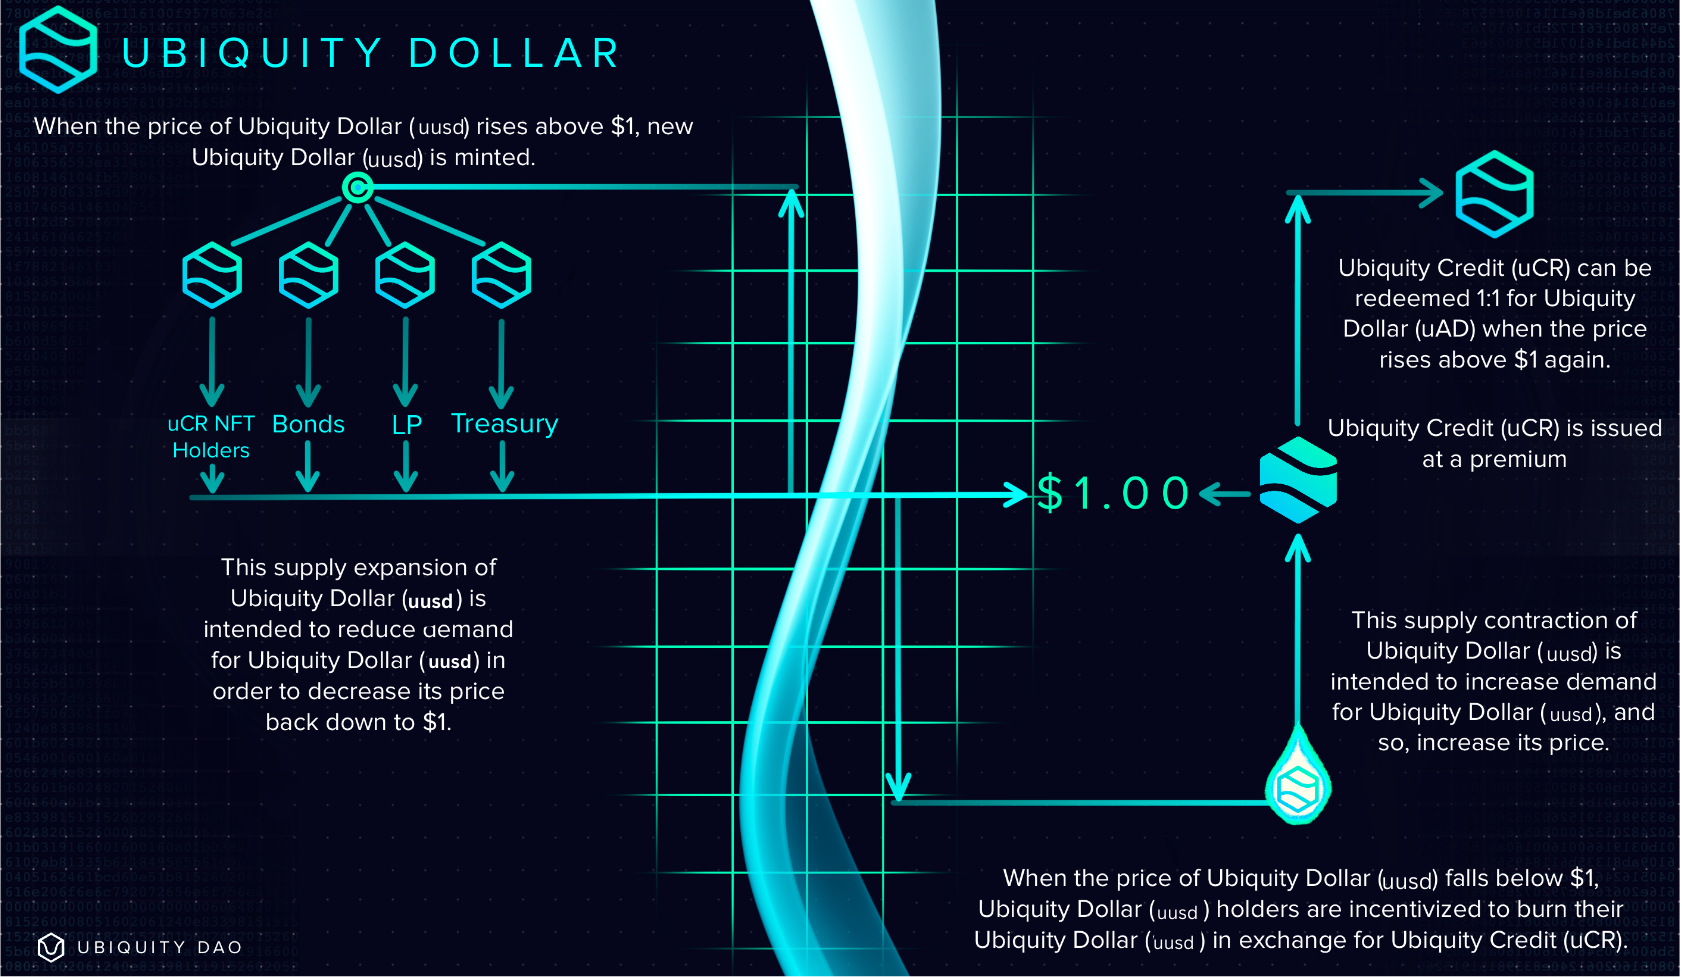 UBIQUITY DOLLAR
When the price of Ubiquity Dollar (uusd) rises above $1, new
Ubiquity Dollar (uusd) is minted.
uCR NFT
Holders
Bonds
LP
Treasury
This supply expansion of
Ubiquity Dollar (uusd) is
intended to reduce demand
for Ubiquity Dollar (uusd) in
order to decrease its price
back down to $1.
$1.00
Ubiquity Credit (uCR) can be
redeemed 1:1 for Ubiquity
Dollar (uAD) when the price
rises above $1 again.
Ubiquity Credit (uCR) is issued
at a premium
This supply contraction of
Ubiquity Dollar (uusd) is
intended to increase demand
for Ubiquity Dollar (uusd), and
so, increase its price.
When the price of Ubiquity Dollar (uusd) falls below $1,
Ubiquity Dollar (uusd) holders are incentivized to burn their
Ubiquity Dollar (uusd) in exchange for Ubiquity Credit (uCR).
UBIQUITY DAO